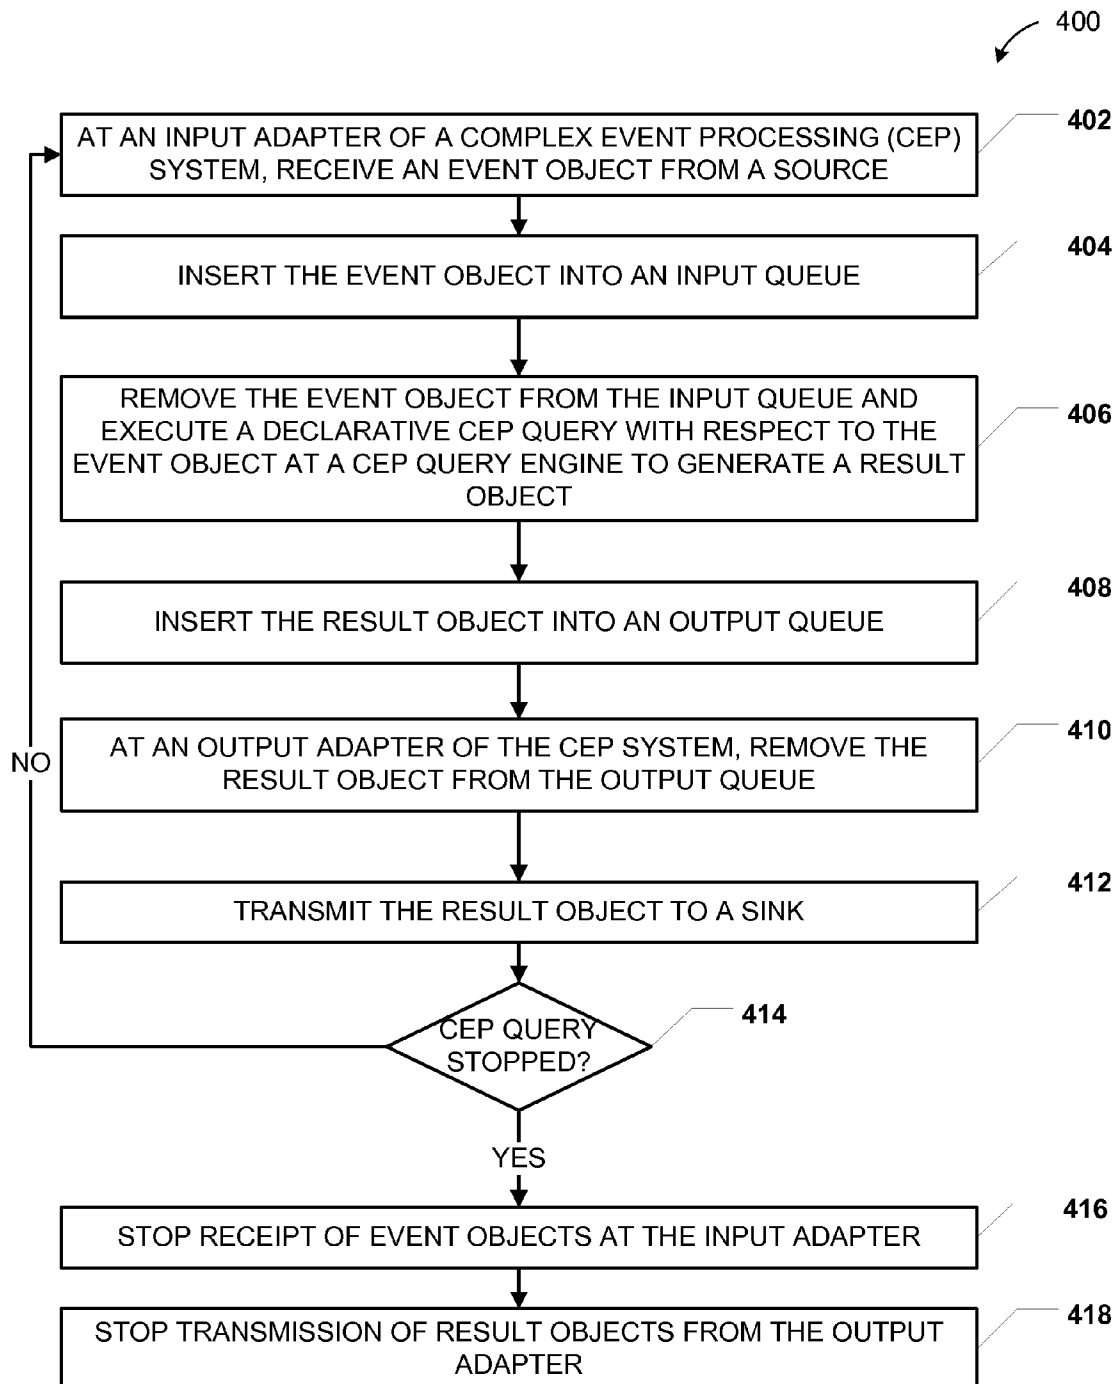 400
AT AN INPUT ADAPTER OF A COMPLEX EVENT PROCESSING (CEP)
SYSTEM, RECEIVE AN EVENT OBJECT FROM A SOURCE
402
INSERT THE EVENT OBJECT INTO AN INPUT QUEUE
404
REMOVE THE EVENT OBJECT FROM THE INPUT QUEUE AND
EXECUTE A DECLARATIVE CEP QUERY WITH RESPECT TO THE
EVENT OBJECT AT A CEP QUERY ENGINE TO GENERATE A RESULT
OBJECT
406
INSERT THE RESULT OBJECT INTO AN OUTPUT QUEUE
408
AT AN OUTPUT ADAPTER OF THE CEP SYSTEM, REMOVE THE
RESULT OBJECT FROM THE OUTPUT QUEUE
410
NO
TRANSMIT THE RESULT OBJECT TO A SINK
412
CEP QUERY
STOPPED?
414
YES
STOP RECEIPT OF EVENT OBJECTS AT THE INPUT ADAPTER
416
STOP TRANSMISSION OF RESULT OBJECTS FROM THE OUTPUT
ADAPTER
418